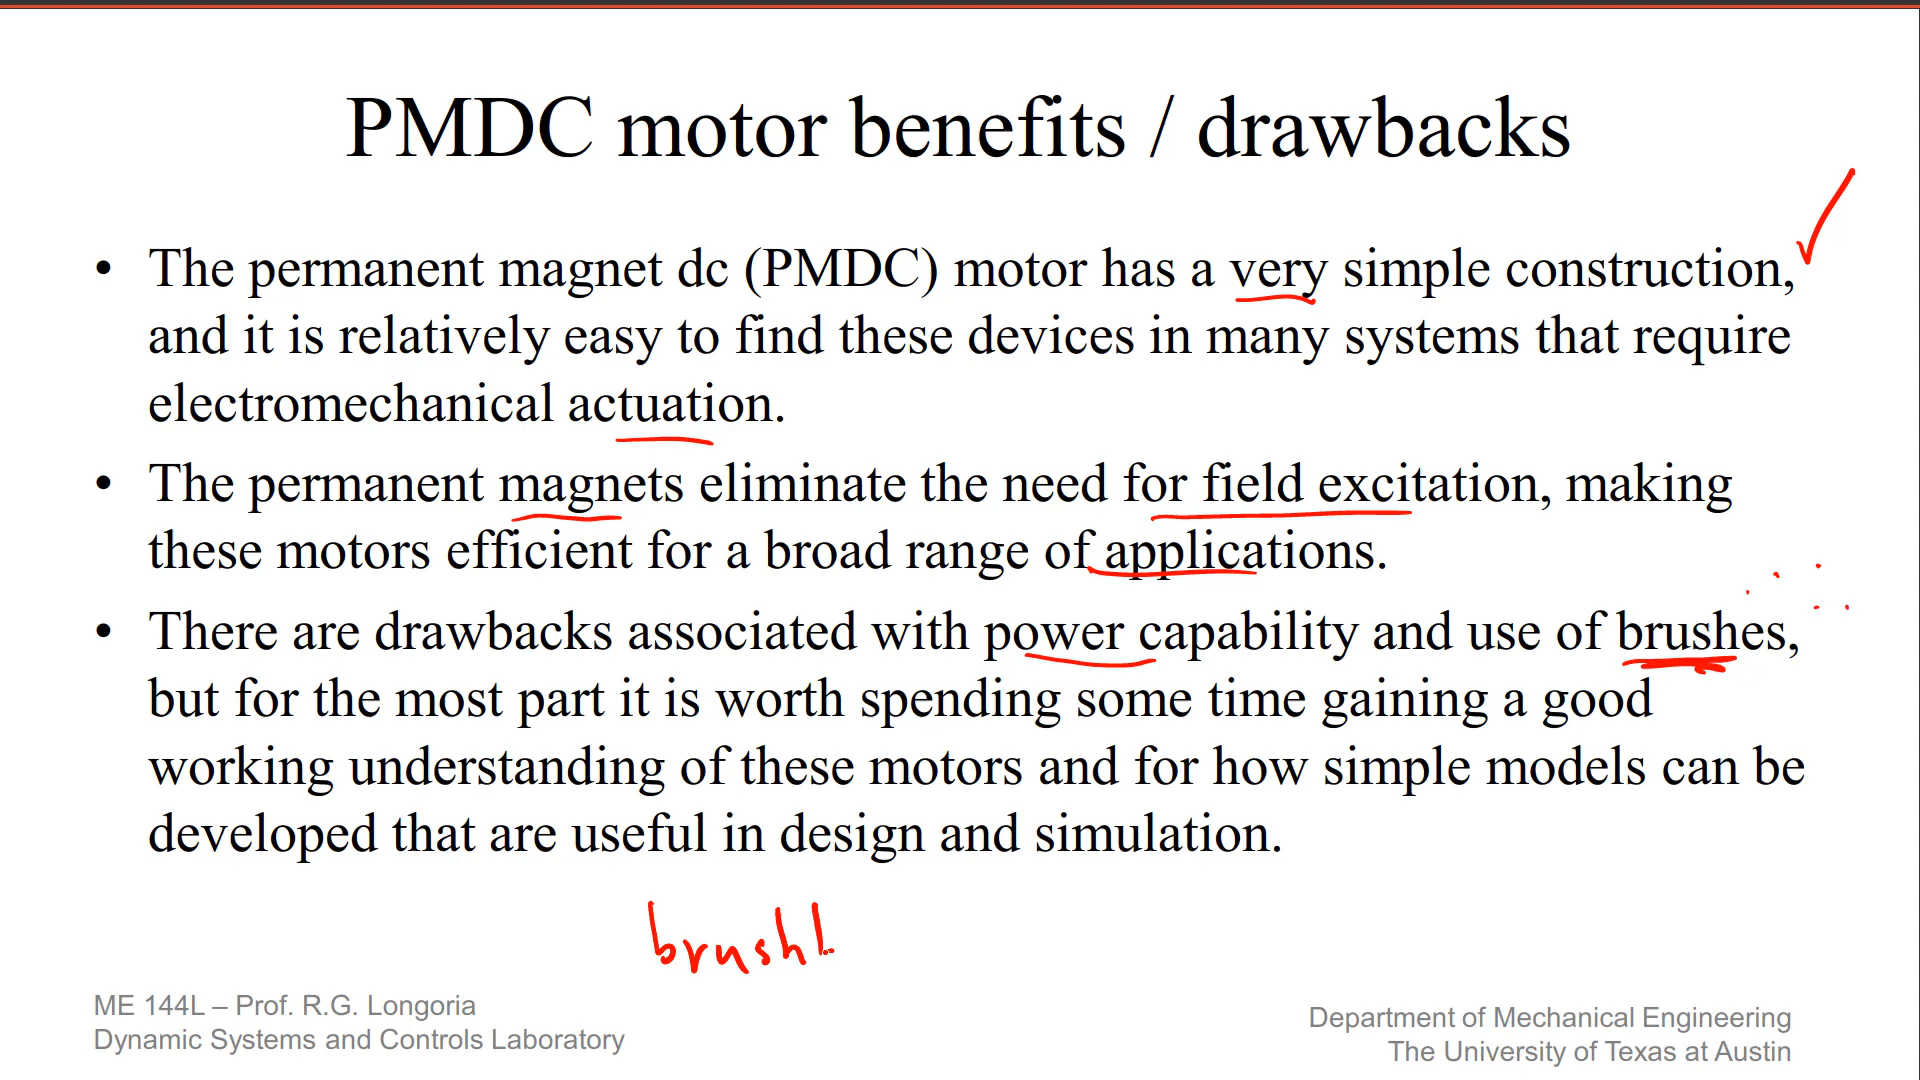 PMDC motor benefits / drawbacks
• The permanent magnet dc (PMDC) motor has a very simple construction,
and it is relatively easy to find these devices in many systems that require
electromechanical actuation.
• The permanent magnets eliminate the need for field excitation, making
these motors efficient for a broad range of applications.
• There are drawbacks associated with power capability and use of brushes,
but for the most part it is worth spending some time gaining a good
working understanding of these motors and for how simple models can be
developed that are useful in design and simulation.
ME 144L – Prof. R.G. Longoria
Dynamic Systems and Controls Laboratory
Department of Mechanical Engineering
The University of Texas at Austin